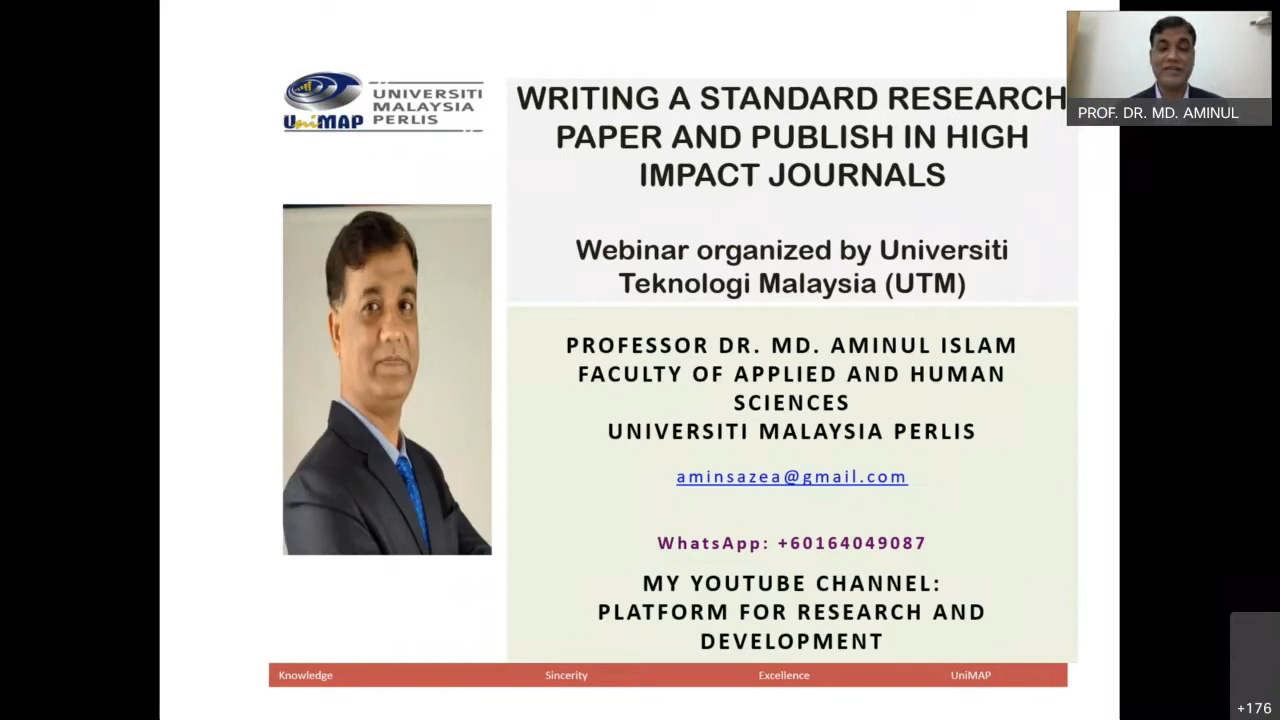 UniMAP
UNIVERSITI
MALAYSIA
PERLIS
WRITING A STANDARD RESEARCH
PAPER AND PUBLISH IN HIGH
IMPACT JOURNALS
Webinar organized by Universiti
Teknologi Malaysia (UTM)
PROF. DR. MD. AMINUL
PROFESSOR DR. MD. AMINUL ISLAM
FACULTY OF APPLIED AND HUMAN
SCIENCES
UNIVERSITI MALAYSIA PERLIS
aminsazea@gmail.com
WhatsApp: +60164049087
MY YOUTUBE CHANNEL:
PLATFORM FOR RESEARCH AND
DEVELOPMENT
Knowledge Sincerity Excellence UniMAP
+176